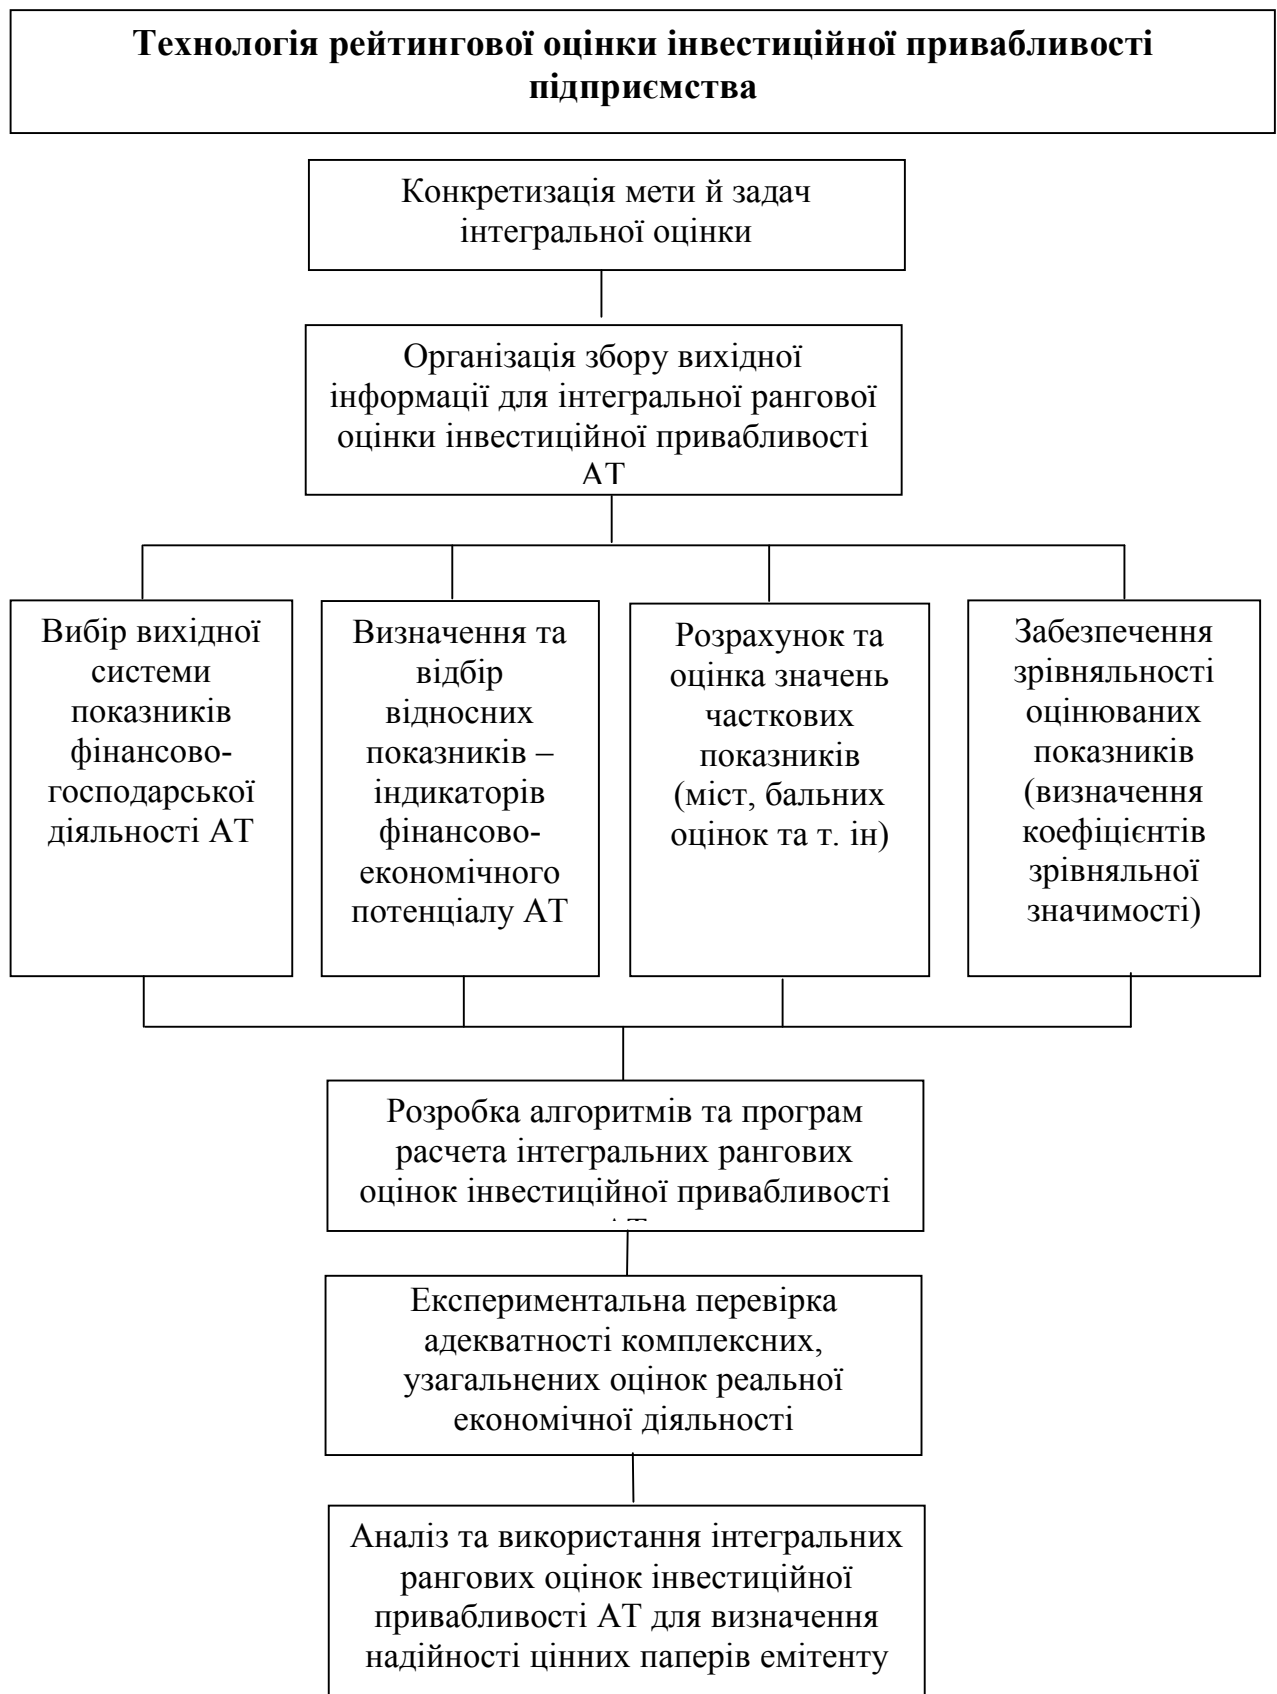 Технологія рейтингової оцінки інвестиційної привабливості
підприємства
Конкретизація мети й задач
інтегральної оцінки
Організація збору вихідної
інформації для інтегральної рангової
оцінки інвестиційної привабливості
АТ
Вибір вихідної
системи
показників
фінансово-
господарської
діяльності АТ
Визначення та
відбір
відносних
показників –
індикаторів
фінансово-
економічного
потенціалу АТ
Розрахунок та
оцінка значень
часткових
показників
(міст, бальних
оцінок та т. ін)
Забезпечення
зрівняльності
оцінюваних
показників
(визначення
коефіцієнтів
зрівняльної
значимості)
Розробка алгоритмів та програм
расчета інтегральних рангових
оцінок інвестиційної привабливості
Експериментальна перевірка
адекватності комплексних,
узагальнених оцінок реальної
економічної діяльності
Аналіз та використання інтегральних
рангових оцінок інвестиційної
привабливості АТ для визначення
надійності цінних паперів емітенту